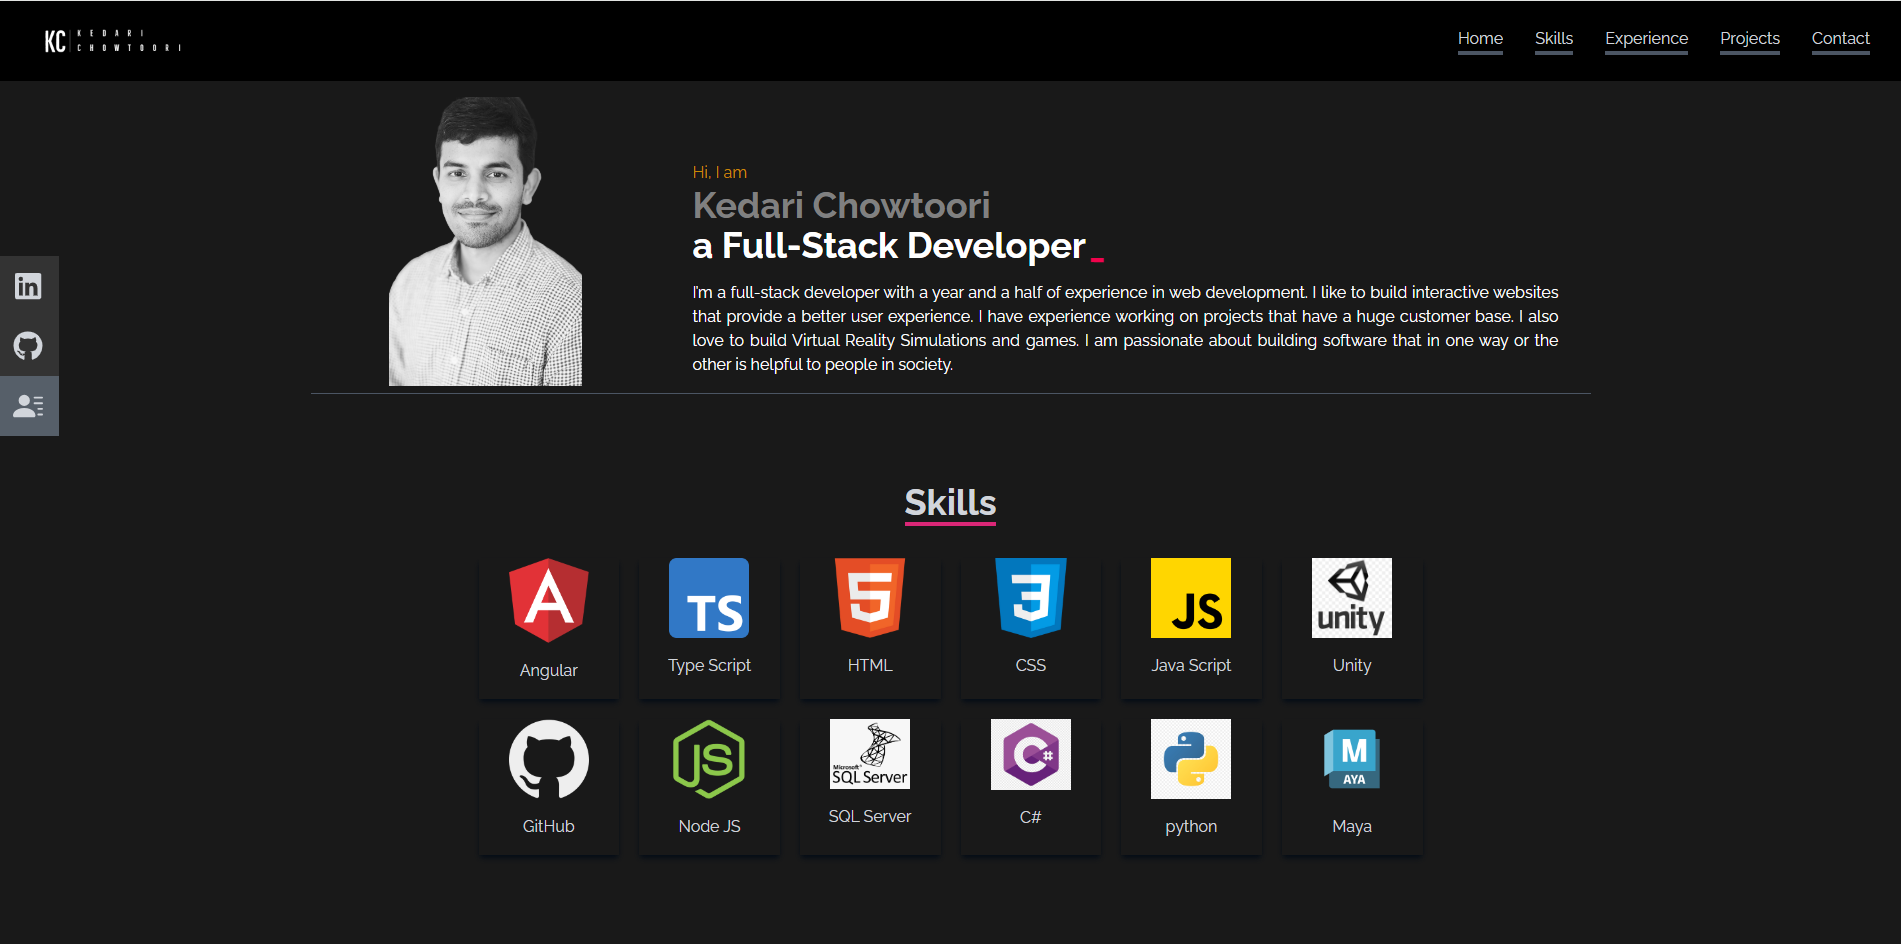 KC KEDARI
CHOWTOORI
Home Skills Experience Projects Contact
Hi, I am
Kedari Chowtoori
a Full-Stack Developer _
I'm a full-stack developer with a year and a half of experience in web development. I like to build interactive websites
that provide a better user experience. I have experience working on projects that have a huge customer base. I also
love to build Virtual Reality Simulations and games. I am passionate about building software that in one way or the
other is helpful to people in society.
in
Skills
A TS 5 3 JS unity
Angular Type Script HTML CSS Java Script Unity
JS Microsoft SQL Server C# M AYA
GitHub Node JS SQL Server C# python Maya